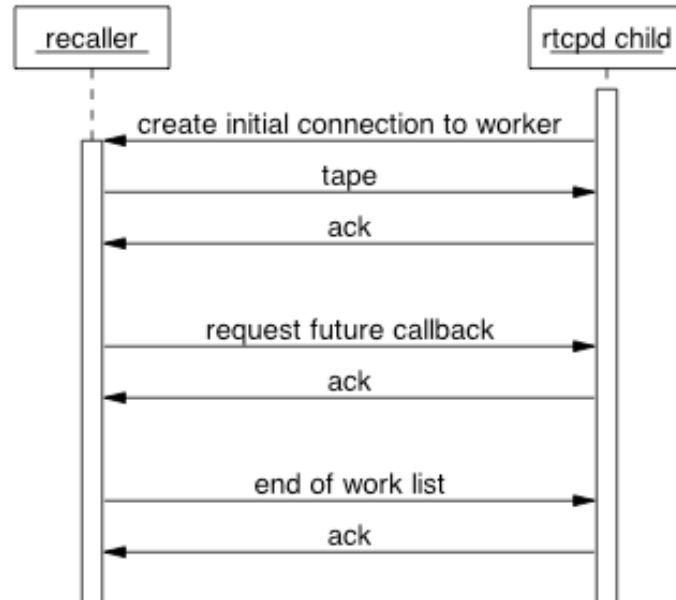 recaller
rtcpd child
create initial connection to worker
tape
ack
request future callback
ack
end of work list
ack